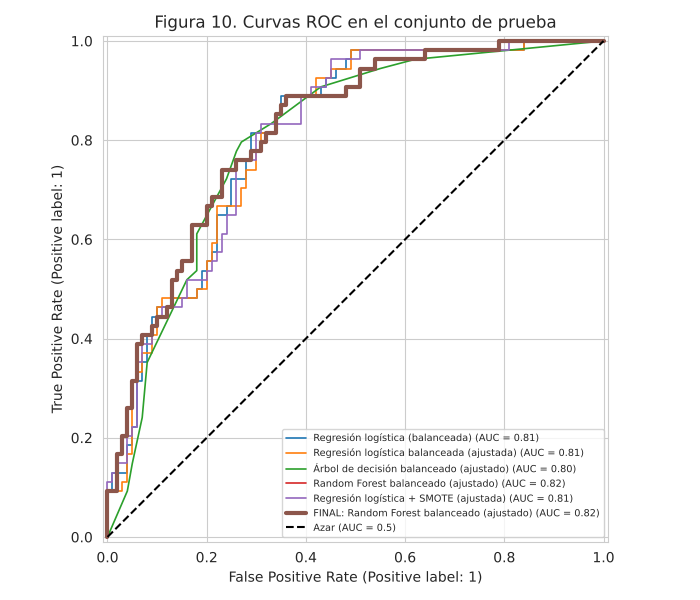 Figura 10. Curvas ROC en el conjunto de prueba
1.0
0.8
0.6
0.4
0.2
0.0
True Positive Rate (Positive label: 1)
Regresión logística (balanceada) (AUC = 0.81)
Regresión logística balanceada (ajustada) (AUC = 0.81)
Árbol de decisión balanceado (ajustado) (AUC = 0.80)
Random Forest balanceado (ajustado) (AUC = 0.82)
Regresión logística + SMOTE (ajustada) (AUC = 0.81)
FINAL: Random Forest balanceado (ajustado) (AUC = 0.82)
Azar (AUC = 0.5)
0.0 0.2 0.4 0.6 0.8 1.0
False Positive Rate (Positive label: 1)